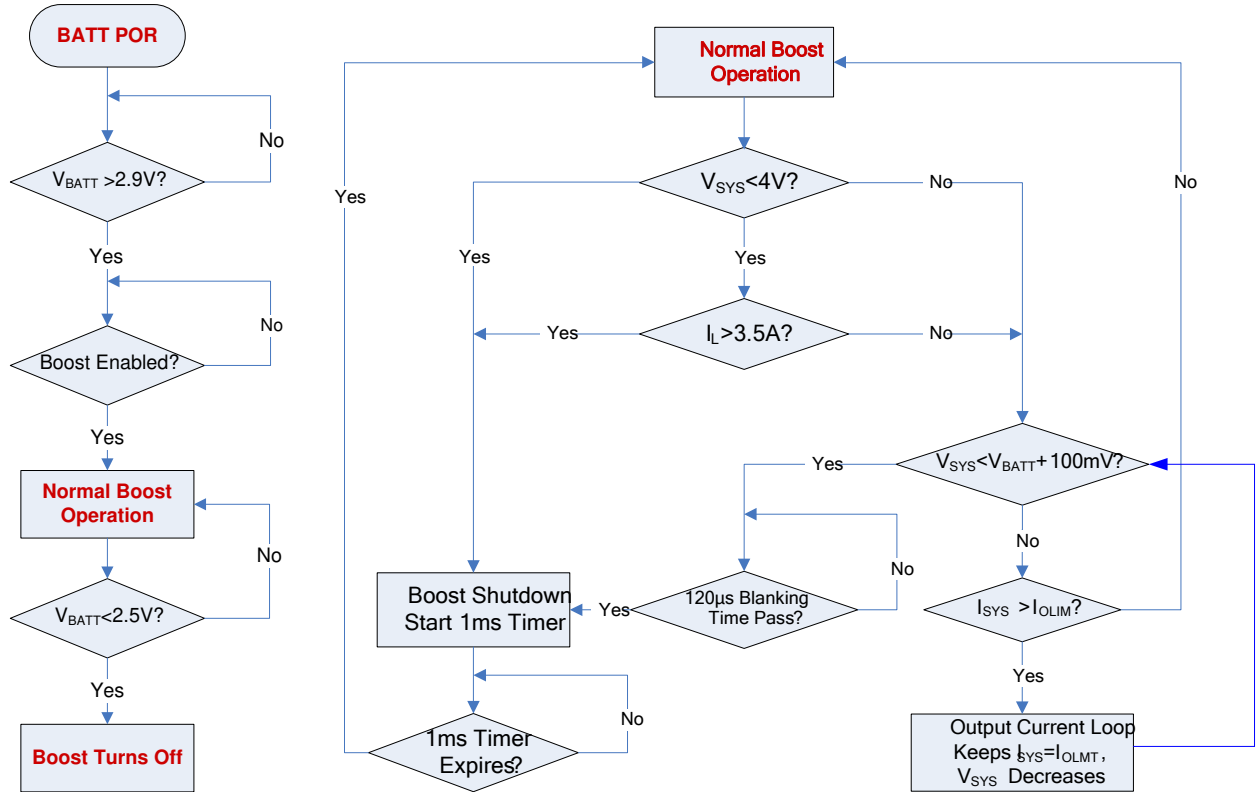 BATT POR
No
VBATT >2.9V?
Yes
No
Boost Enabled?
Yes
Normal Boost
Operation
No
VBATT<2.5V?
Yes
Boost Turns Off
Normal Boost
Operation
VSYS<4V?
No
No
Yes
Yes
Yes
IL>3.5A?
Yes
No
VSYS<VBATT+100mV?
Yes
No
No
Boost Shutdown
Start 1ms Timer
Yes
120µs Blanking
Time Pass?
ISYS >IOLIM?
Yes
No
1ms Timer
Expires?
Output Current Loop
Keeps ISYS=IOLMT,
VSYS Decreases